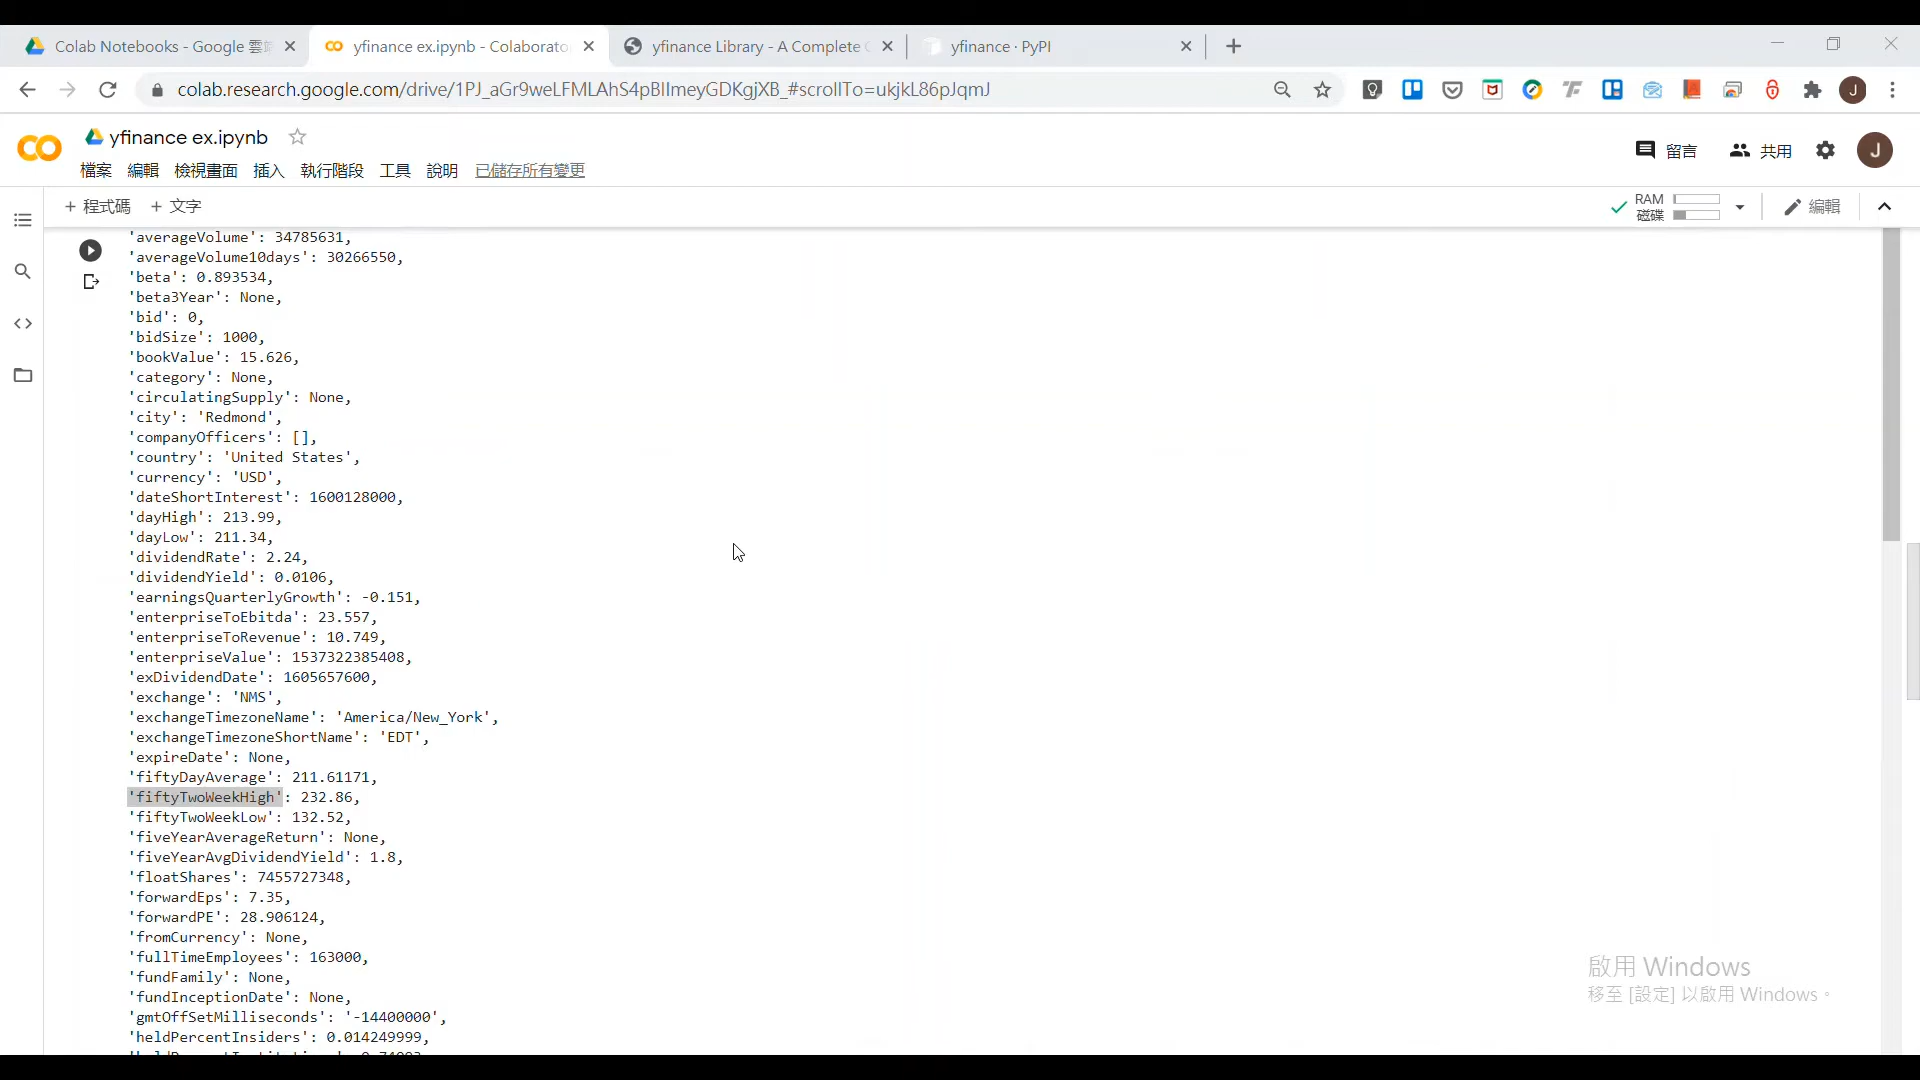 Colab Notebooks - Google 雲
yfinance ex.ipynb - Colaborato
yfinance Library - A Complete
yfinance · PyPI
colab.research.google.com/drive/1PJ_aGr9weLFMLAhS4pBlImeyGDKgjXB_#scrollTo=ukjkL86pJqmJ
J
yfinance ex.ipynb
留言
共用
J
檔案 編輯 檢視畫面 插入 執行階段 工具 說明 已儲存所有變更
+ 程式碼 + 文字
RAM
磁碟
編輯
'averageVolume': 34785631,
'averageVolume10days': 30266550,
'beta': 0.893534,
'beta3Year': None,
'bid': 0,
'bidSize': 1000,
'bookValue': 15.626,
'category': None,
'circulatingSupply': None,
'city': 'Redmond',
'companyOfficers': [],
'country': 'United States',
'currency': 'USD',
'dateShortInterest': 1600128000,
'dayHigh': 213.99,
'dayLow': 211.34,
'dividendRate': 2.24,
'dividendYield': 0.0106,
'earningsQuarterlyGrowth': -0.151,
'enterpriseToEbitda': 23.557,
'enterpriseToRevenue': 10.749,
'enterpriseValue': 1537322385408,
'exDividendDate': 1605657600,
'exchange': 'NMS',
'exchangeTimezoneName': 'America/New_York',
'exchangeTimezoneShortName': 'EDT',
'expireDate': None,
'fiftyDayAverage': 211.61171,
'fiftyTwoWeekHigh': 232.86,
'fiftyTwoWeekLow': 132.52,
'fiveYearAverageReturn': None,
'fiveYearAvgDividendYield': 1.8,
'floatShares': 7455727348,
'forwardEps': 7.35,
'forwardPE': 28.906124,
'fromCurrency': None,
'fullTimeEmployees': 163000,
'fundFamily': None,
'fundInceptionDate': None,
'gmtOffSetMilliseconds': '-14400000',
'heldPercentInsiders': 0.014249999,
啟用 Windows
移至 [設定] 以啟用 Windows。